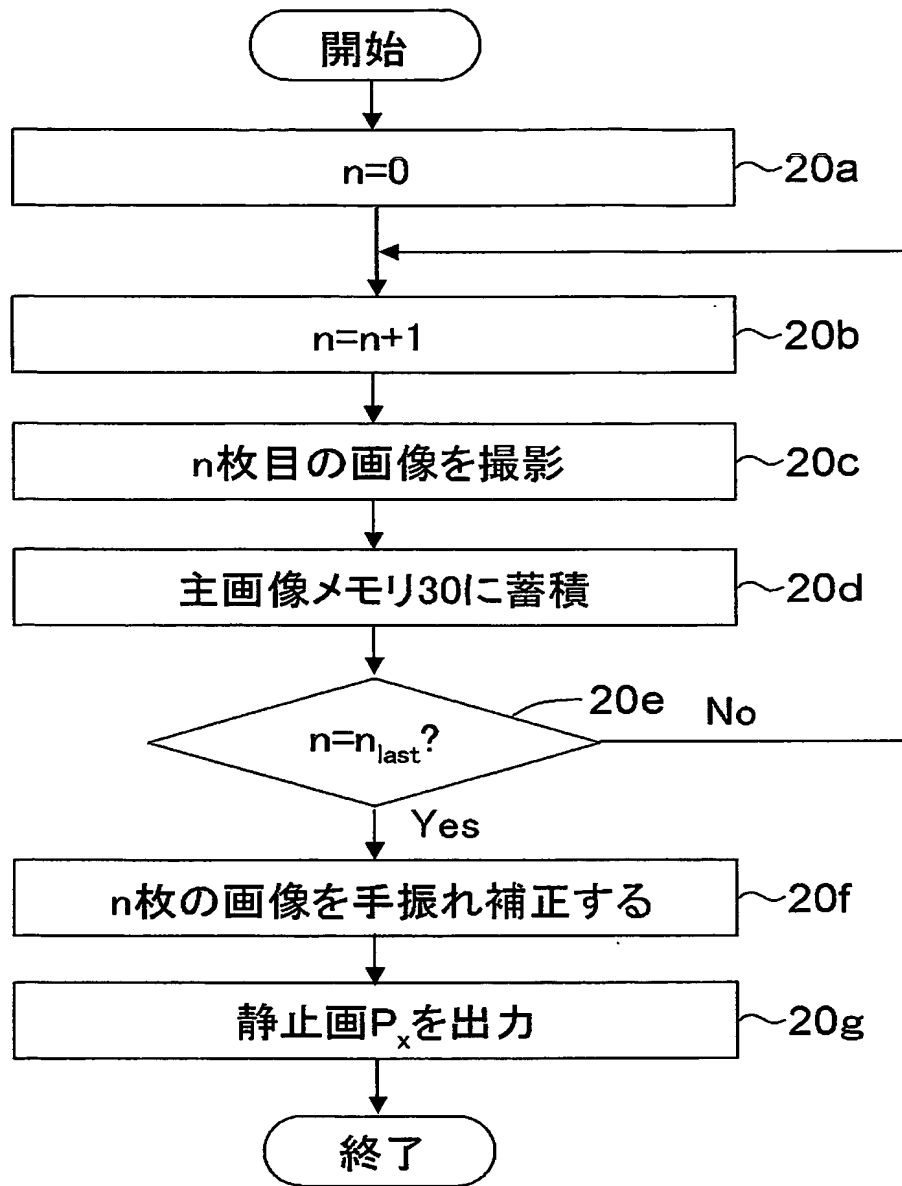 開始
n=0
20a
n=n+1
20b
n枚目の画像を撮影
20c
主画像メモリ30に蓄積
20d
20e
n=nlast?
No
Yes
n枚の画像を手振れ補正する
20f
静止画Pxを出力
20g
終了